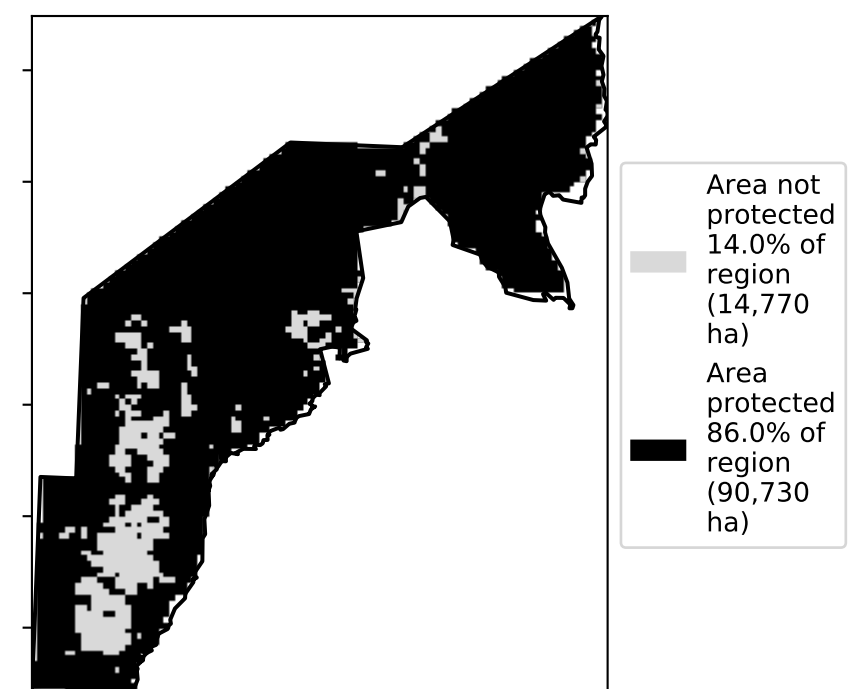 Area not
protected
14.0% of
region
(14,770
ha)
Area
protected
86.0% of
region
(90,730
ha)